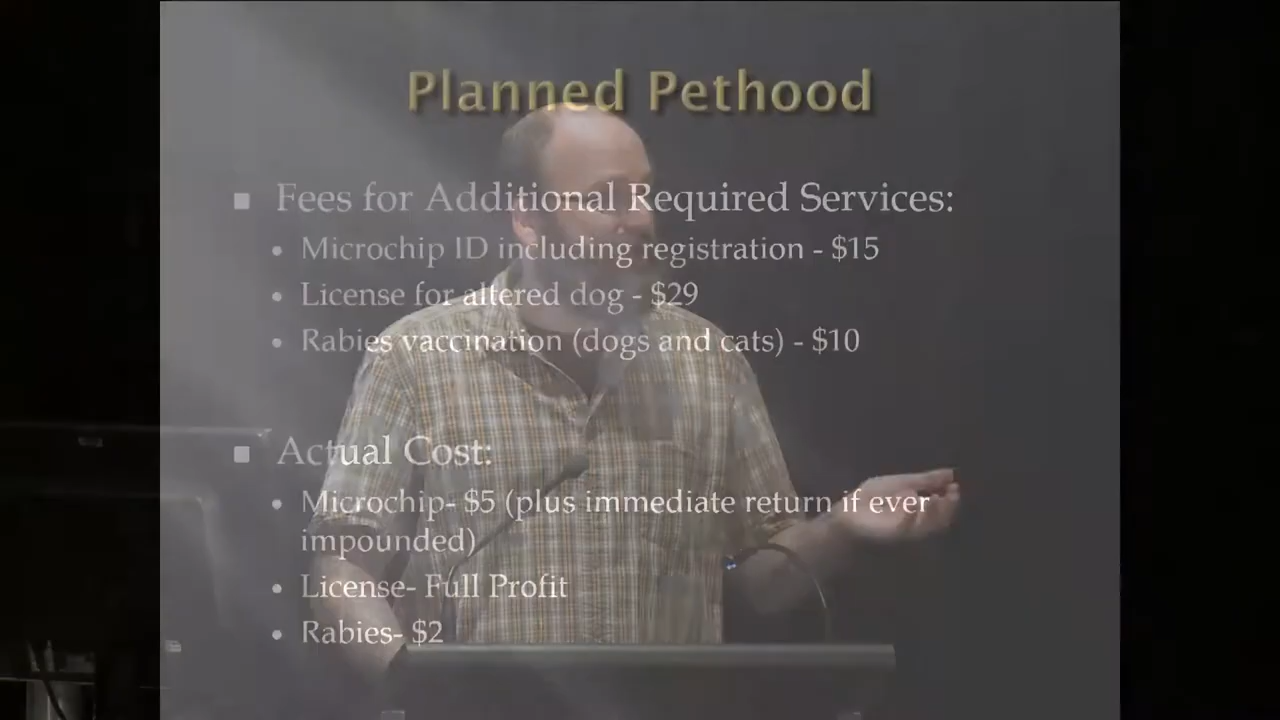 Planned Pethood
▪ Fees for Additional Required Services:
• Microchip ID including registration - $15
• License for altered dog - $29
• Rabies vaccination (dogs and cats) - $10
▪ Actual Cost:
• Microchip- $5 (plus immediate return if ever
impounded)
• License- Full Profit
• Rabies- $2